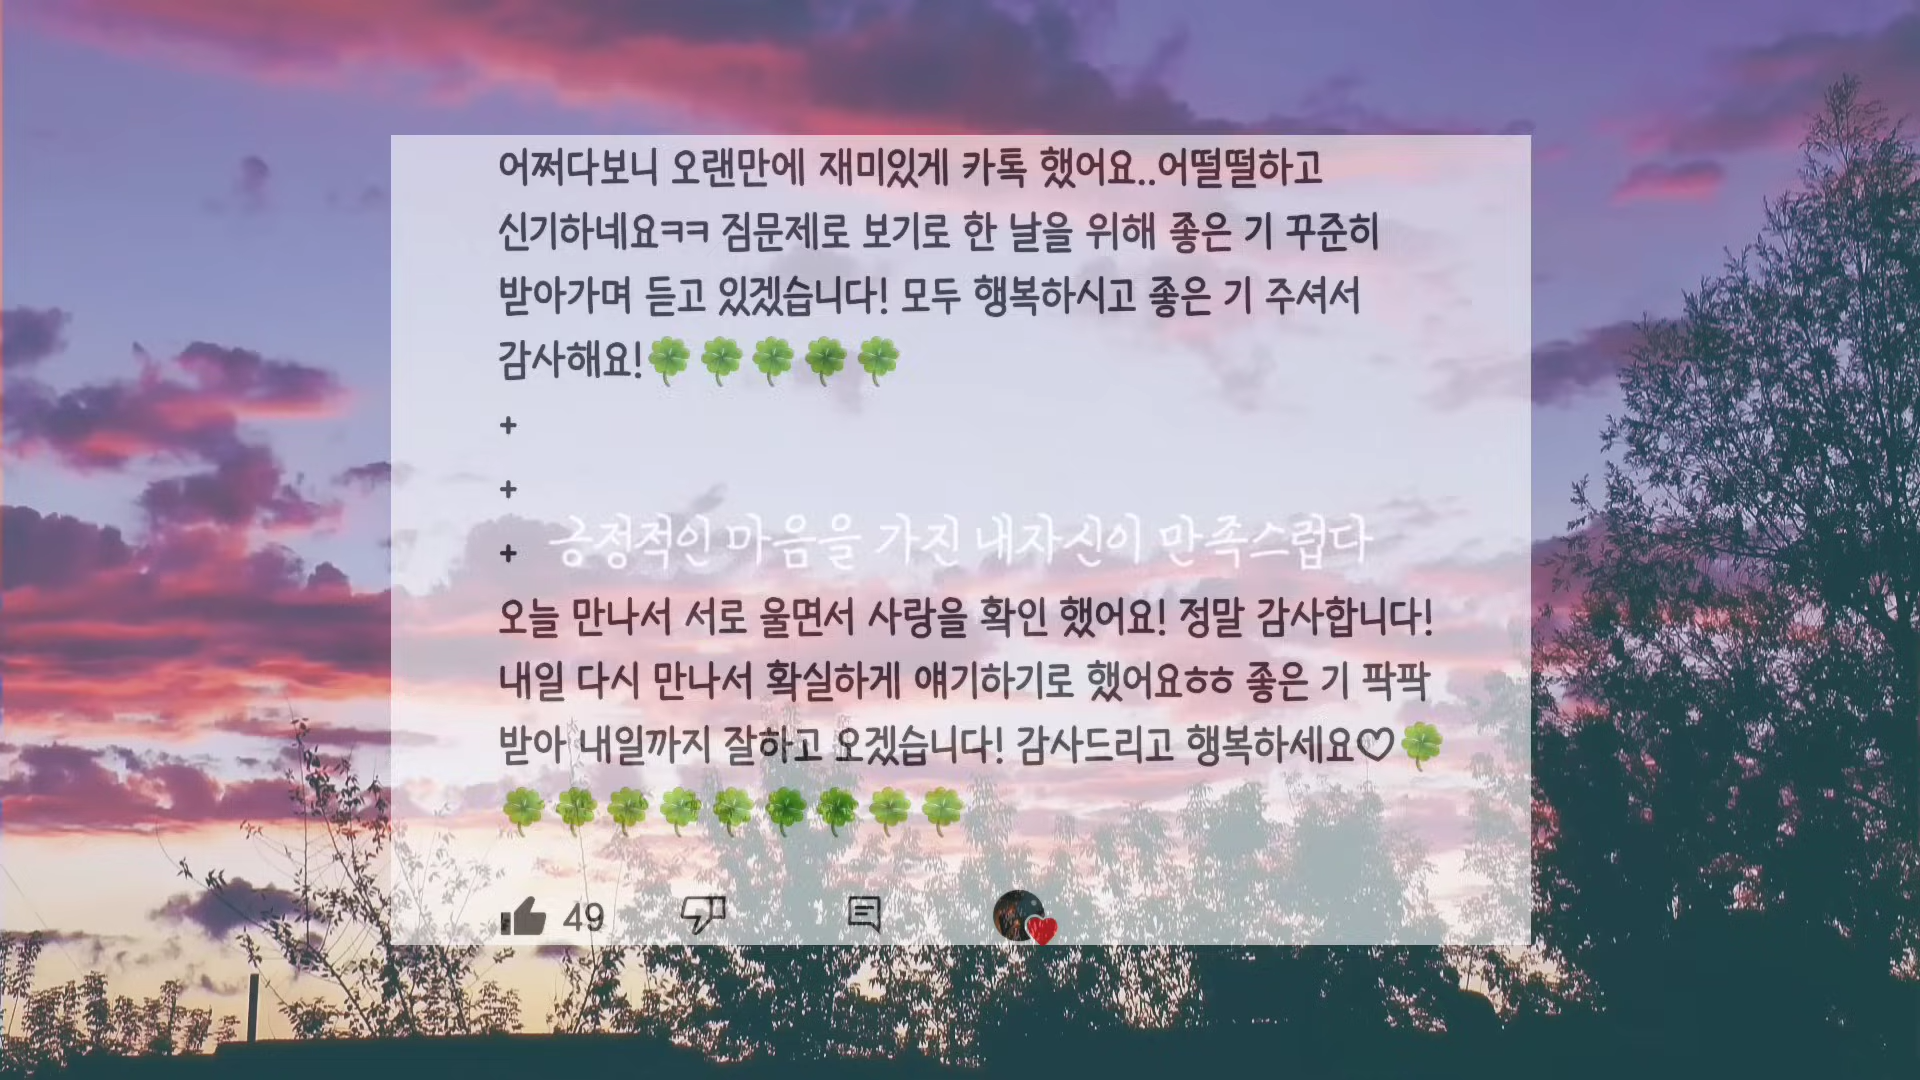 어쩌다보니 오랜만에 재미있게 카톡 했어요..어떨떨하고
신기하네요ㅋㅋ 짐문제로 보기로 한 날을 위해 좋은 기 꾸준히
받아가며 듣고 있겠습니다! 모두 행복하시고 좋은 기 주셔서
감사해요!🍀🍀🍀🍀🍀
+
+
+
긍정적인 마음을 가진 내자신이 만족스럽다
오늘 만나서 서로 울면서 사랑을 확인 했어요! 정말 감사합니다!
내일 다시 만나서 확실하게 얘기하기로 했어요ㅎㅎ 좋은 기 팍팍
받아 내일까지 잘하고 오겠습니다! 감사드리고 행복하세요♡🍀
🍀🍀🍀🍀🍀🍀🍀🍀🍀
49